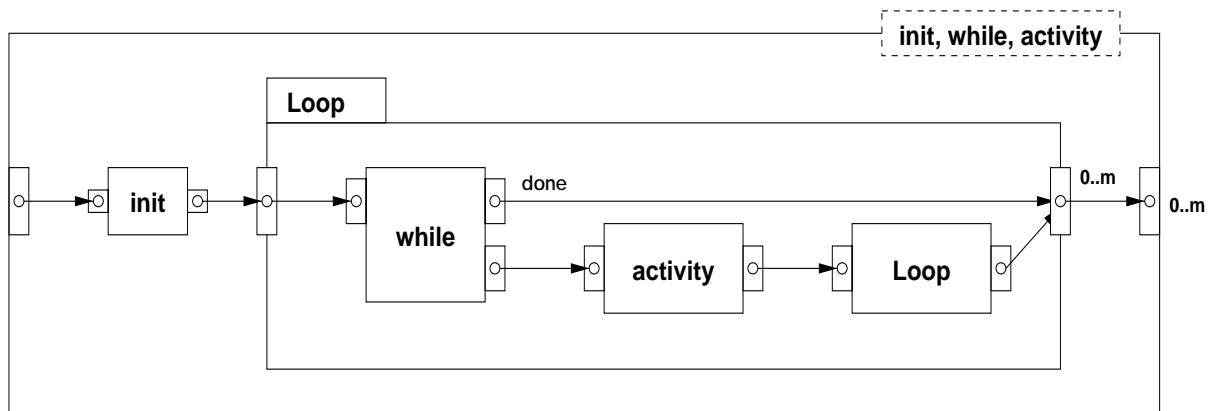 init, while, activity
Loop
done
0..m
0..m
init
while
activity
Loop